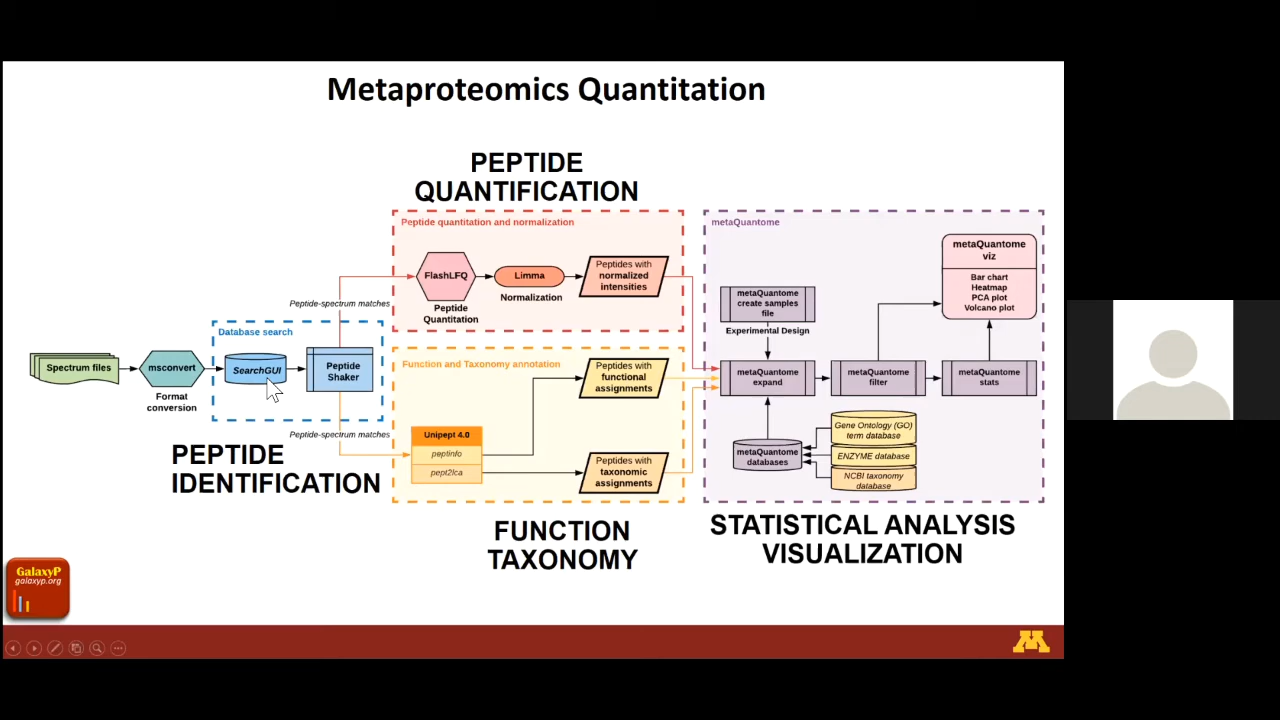 Metaproteomics Quantitation
PEPTIDE
QUANTIFICATION
Peptide quantitation and normalization
FlashLFQ
Limma
Peptides with
normalized
intensities
Normalization
Peptide
Quantitation
Peptide-spectrum matches
Database search
Spectrum files
msconvert
SearchGUI
Peptide
Shaker
Format
conversion
Peptide-spectrum matches
PEPTIDE
IDENTIFICATION
Function and Taxonomy annotation
Peptides with
functional
assignments
Unipept 4.0
peptinfo
pept2lca
Peptides with
taxonomic
assignments
FUNCTION
TAXONOMY
metaQuantome
metaQuantome
viz
Bar chart
Heatmap
PCA plot
Volcano plot
metaQuantome
create samples
file
Experimental Design
metaQuantome
expand
metaQuantome
filter
metaQuantome
stats
metaQuantome
databases
Gene Ontology (GO)
term database
ENZYME database
NCBI taxonomy
database
STATISTICAL ANALYSIS
VISUALIZATION
GalaxyP
galaxyp.org
M